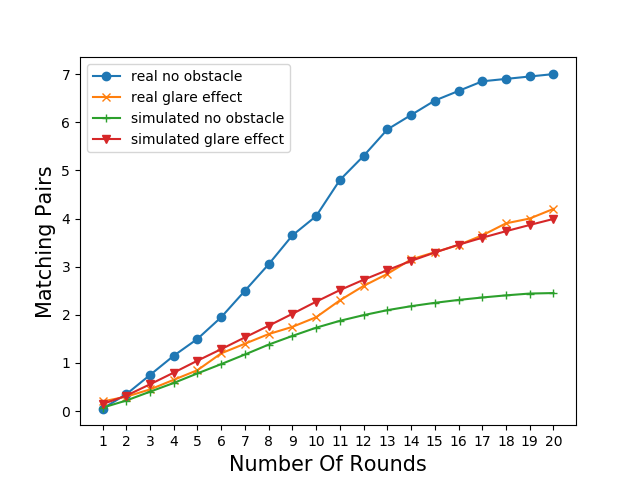 real no obstacle
real glare effect
simulated no obstacle
simulated glare effect
7
6
5
4
3
2
1
0
Matching Pairs
1 2 3 4 5 6 7 8 9 10 11 12 13 14 15 16 17 18 19 20
Number Of Rounds